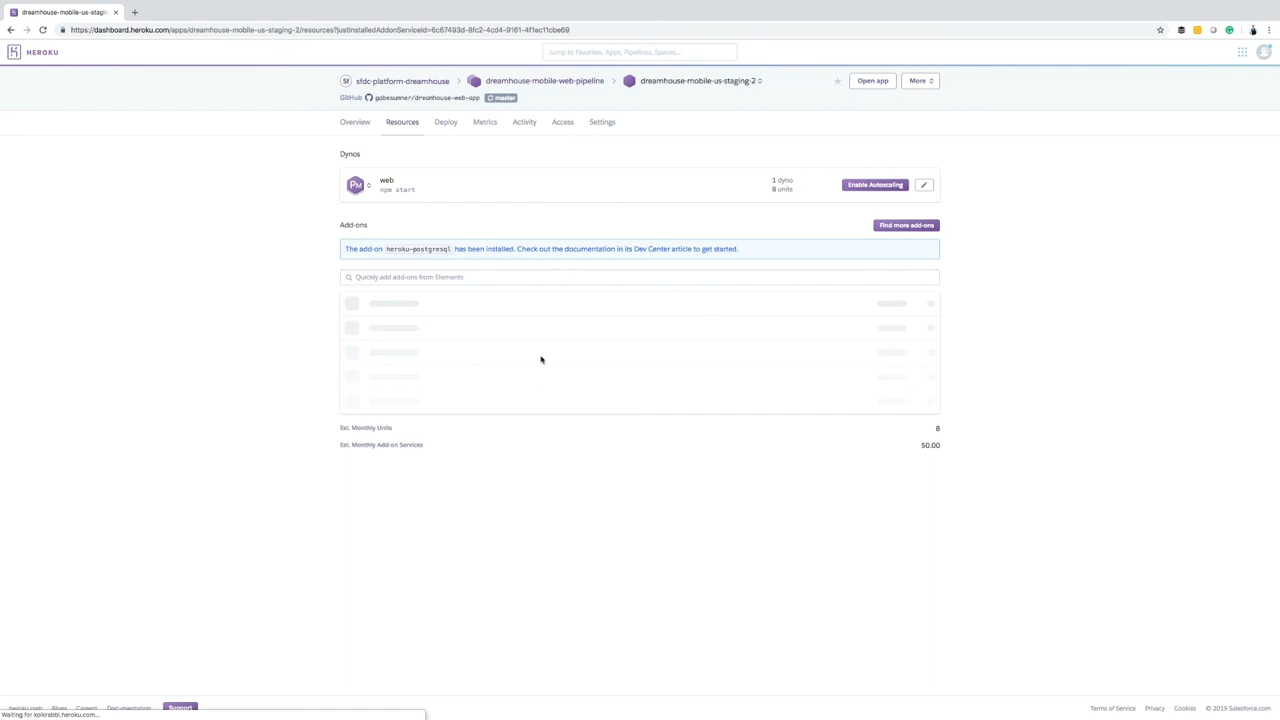 dreamhouse-mobile-us-staging
https://dashboard.heroku.com/apps/dreamhouse-mobile-us-staging-2/resources?justInstalledAddonServiceId=6c67493d-8fc2-4cd4-9161-4f1ec11cbe69
HEROKU
Jump to Favorites, Apps, Pipelines, Spaces...
sfdc-platform-dreamhouse > dreamhouse-mobile-web-pipeline > dreamhouse-mobile-us-staging-2
Open app
More
GitHub gabesumner/dreamhouse-web-app master
Overview Resources Deploy Metrics Activity Access Settings
Dynos
web
npm start
1 dyno
8 units
Enable Autoscaling
Add-ons
Find more add-ons
The add-on heroku-postgresql has been installed. Check out the documentation in its Dev Center article to get started.
Quickly add add-ons from Elements
Est. Monthly Units 8
Est. Monthly Add-on Services $0.00
heroku.com Blogs Careers Documentation Support
Terms of Service Privacy Cookies © 2019 Salesforce.com
Waiting for kolkrabbi.heroku.com...